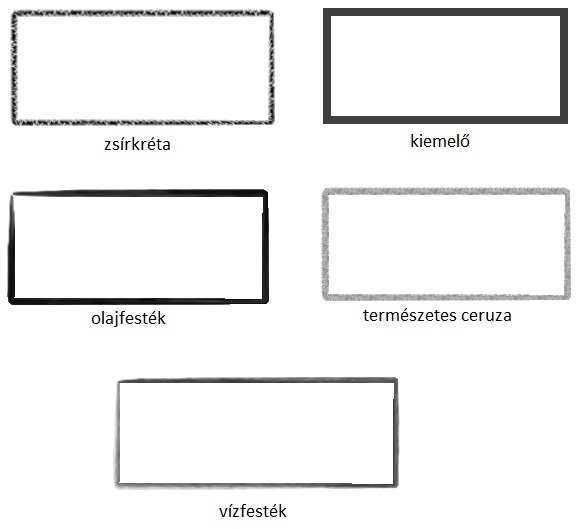 zsírkréta
kiemelő
olajfesték
természetes ceruza
vízfesték